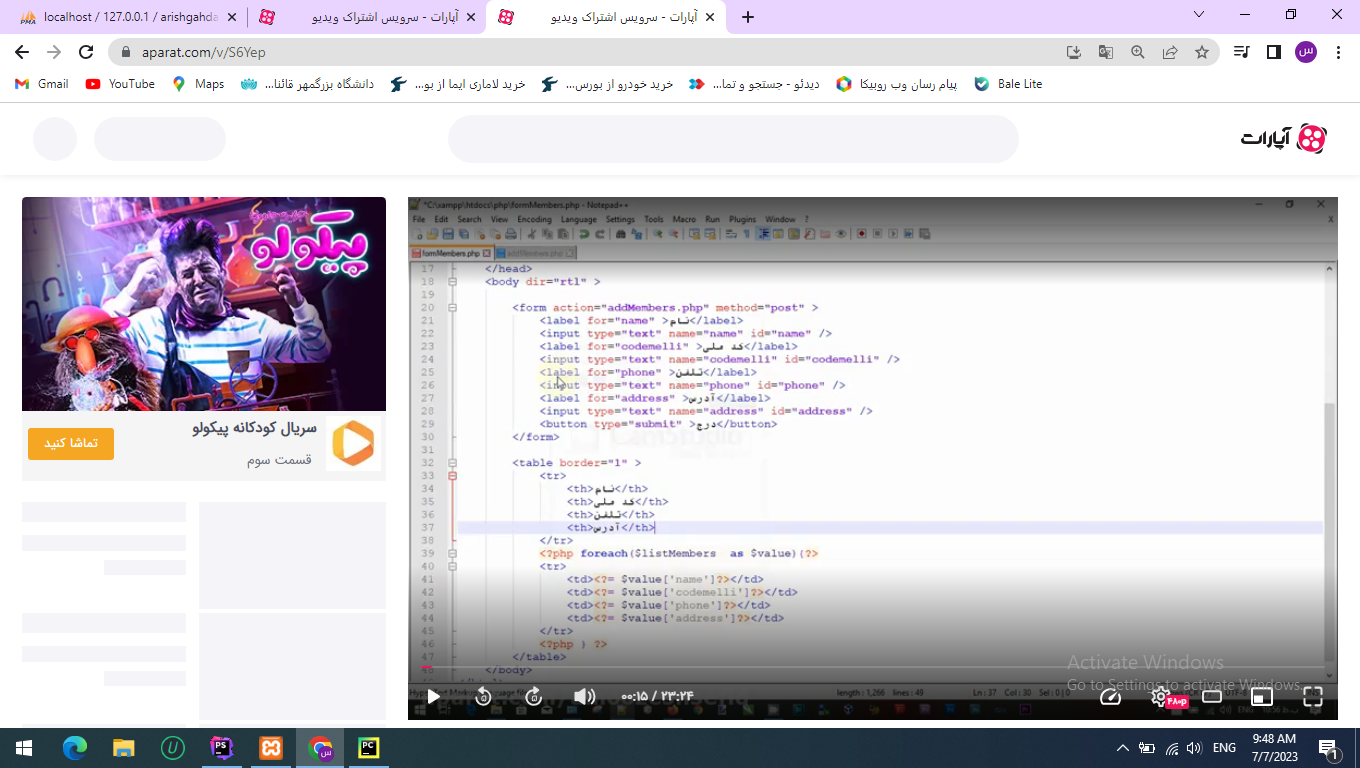 localhost / 127.0.0.1 / arishgahda
آپارات - سرویس اشتراک ویدیو
آپارات - سرویس اشتراک ویدیو
aparat.com/v/S6Yep
Gmail
YouTube
Maps
دانشگاه بزرگمهر قائنا...
خرید لاماری ایما از بو...
خرید خودرو از بورس...
دیدئو - جستجو و تما...
پیام رسان وب روبیکا
Bale Lite
آپارات
پیکولو
سریال کودکانه پیکولو
قسمت سوم
تماشا کنید
*C:\xampp\htdocs\php\formMembers.php - Notepad++
File Edit Search View Encoding Language Settings Tools Macro Run Plugins Window ? X
formMembers.php addMembers.php
17 </head>
18 <body dir="rtl" >
19
20 <form action="addMembers.php" method="post" >
21 <label for="name" >نام</label>
22 <input type="text" name="name" id="name" />
23 <label for="codemelli" >کد ملی</label>
24 <input type="text" name="codemelli" id="codemelli" />
25 <label for="phone" >تلفن</label>
26 <input type="text" name="phone" id="phone" />
27 <label for="address" >آدرس</label>
28 <input type="text" name="address" id="address" />
29 <button type="submit" >درج</button>
30 </form>
31
32 <table border="1" >
33 <tr>
34 <th>نام</th>
35 <th>کد ملی</th>
36 <th>تلفن</th>
37 <th>آدرس</th>
38 </tr>
39 <?php foreach($listMembers as $value){?>
40 <tr>
41 <td><?= $value['name']?></td>
42 <td><?= $value['codemelli']?></td>
43 <td><?= $value['phone']?></td>
44 <td><?= $value['address']?></td>
45 </tr>
46 <?php } ?>
47 </table>
48 </body>
length : 1,266 lines : 49
Ln : 37 Col : 30 Sel : 0 | 0
Activate Windows
Go to Settings to activate Windows.
۰۰:۱۵ / ۲۳:۲۴
۴۸۰p
ENG
9:48 AM
7/7/2023
1